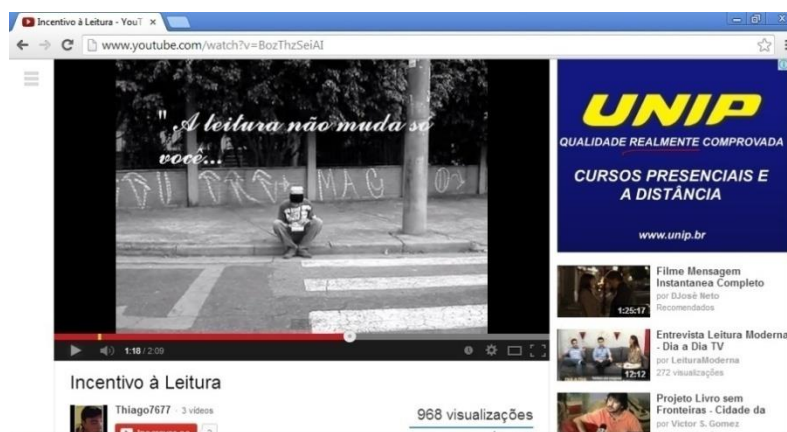 Incentivo à Leitura - YouT
www.youtube.com/watch?v=BozThzSeiAI
" A leitura não muda só
você...
MAG
1:18 / 2:09
Incentivo à Leitura
Thiago7677 · 3 vídeos
968 visualizações
UNIP
QUALIDADE REALMENTE COMPROVADA
CURSOS PRESENCIAIS E
A DISTÂNCIA
www.unip.br
Filme Mensagem
Instantanea Completo
por DJosè Neto
Recomendados
1:25:17
Entrevista Leitura Moderna
- Dia a Dia TV
por LeituraModerna
272 visualizações
12:12
Projeto Livro sem
Fronteiras - Cidade da
por Victor S. Gomez